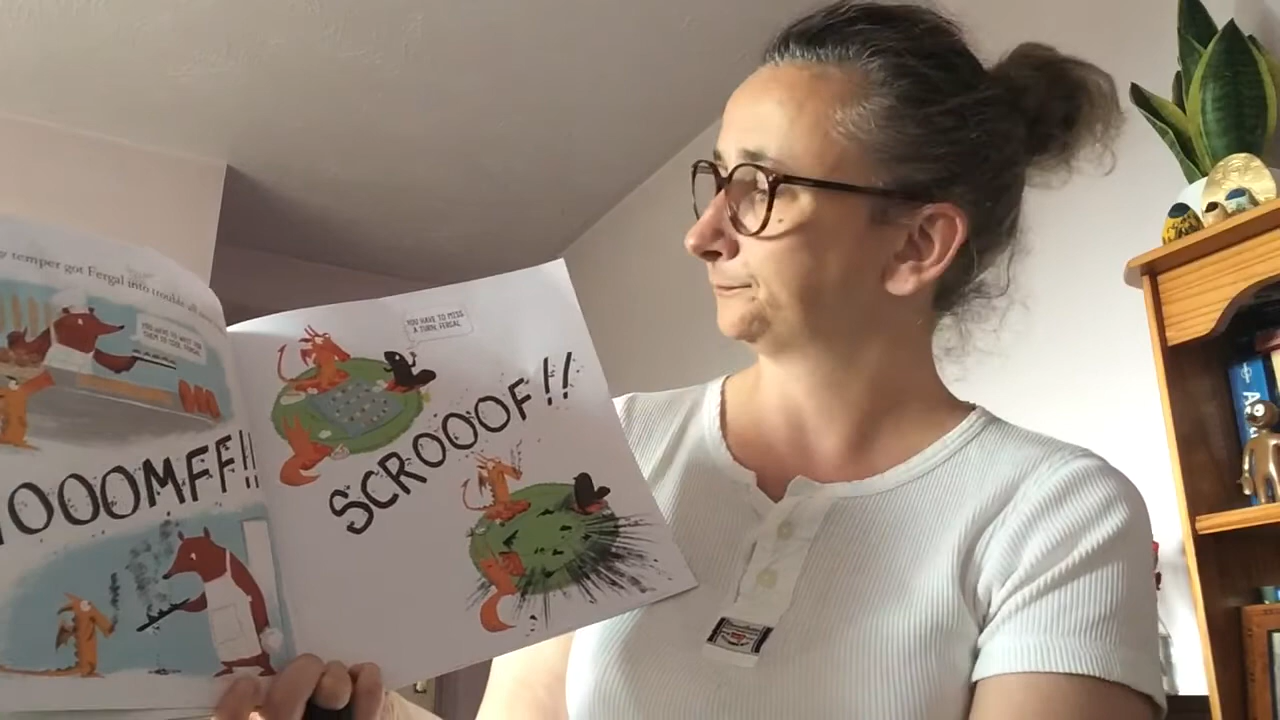 temper got Fergal into trouble all
YOU HAVE TO WAIT FOR
THEM TO COOL, FERGAL
OOOMFF!!
YOU HAVE TO MISS
A TURN, FERGAL
SCROOOF!!